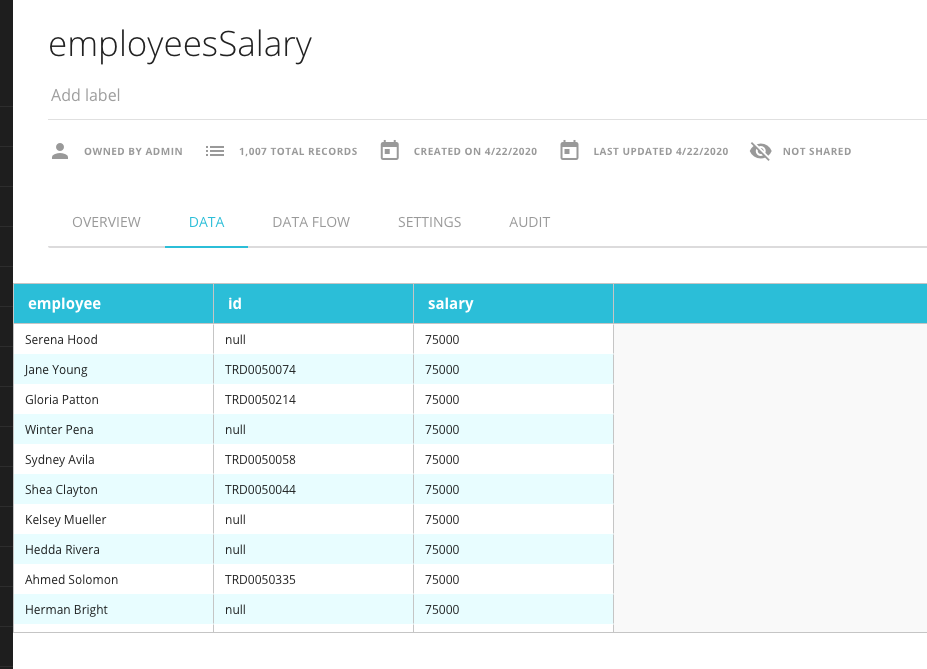 employeesSalary
Add label
OWNED BY ADMIN 1,007 TOTAL RECORDS CREATED ON 4/22/2020 LAST UPDATED 4/22/2020 NOT SHARED
OVERVIEW DATA DATA FLOW SETTINGS AUDIT
employee id salary
Serena Hood null 75000
Jane Young TRD0050074 75000
Gloria Patton TRD0050214 75000
Winter Pena null 75000
Sydney Avila TRD0050058 75000
Shea Clayton TRD0050044 75000
Kelsey Mueller null 75000
Hedda Rivera null 75000
Ahmed Solomon TRD0050335 75000
Herman Bright null 75000